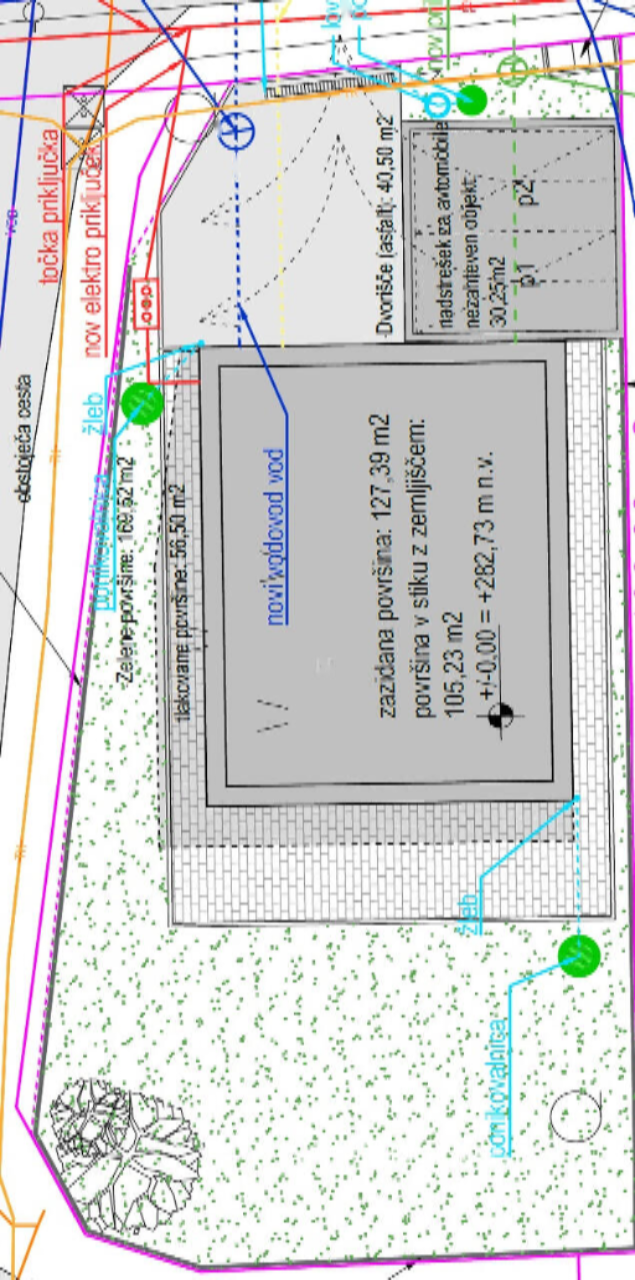 točka priključka
nov elektro priključek
obstoječa cesta
žleb
ponikovalnica
Zelene površine: 169,52 m2
tlakovane površine: 56,50 m2
novi vodovod vod
Dvorišče (asfalt): 40,50 m2
nadstrešek za avtomobile
nezahteven objekt:
30,25m2
p1
p2
zazidana površina: 127,39 m2
površina v stiku z zemljiščem:
105,23 m2
+/-0,00 = +282,73 m n.v.
žleb
ponikovalnica